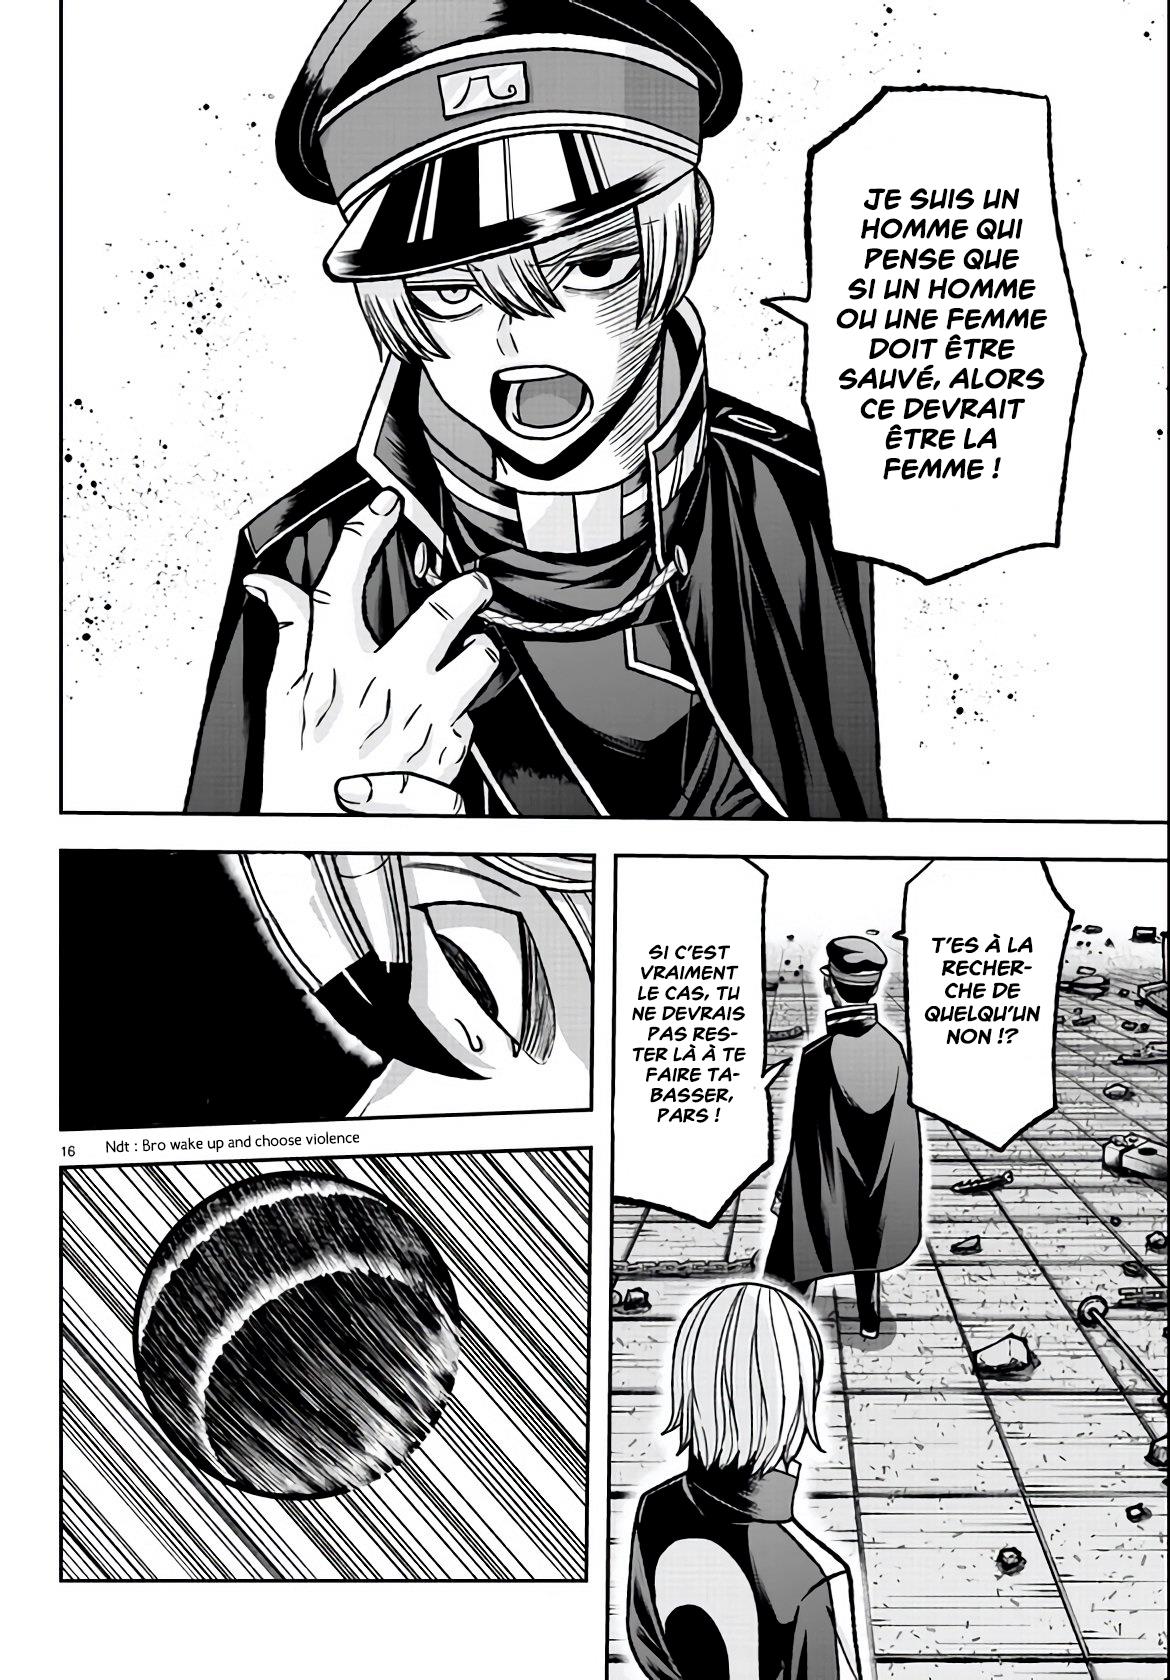 JE SUIS UN
HOMME QUI
PENSE QUE
SI UN HOMME
OU UNE FEMME
DOIT ÊTRE
SAUVÉ, ALORS
CE DEVRAIT
ÊTRE LA
FEMME !
T'ES À LA
RECHER-
CHE DE
QUELQU'UN
NON !?
SI C'EST
VRAIMENT
LE CAS, TU
NE DEVRAIS
PAS RES-
TER LÀ À TE
FAIRE TA-
BASSER,
PARS !
16
Ndt : Bro wake up and choose violence